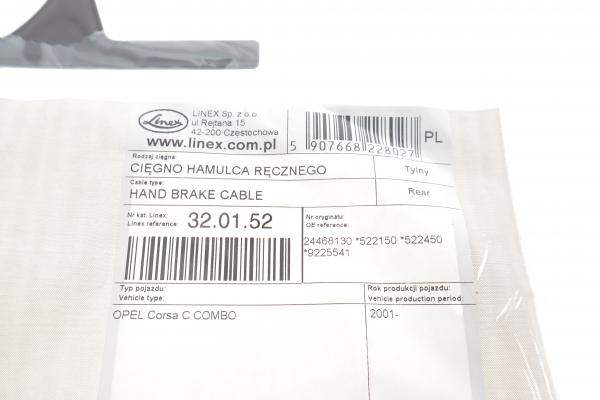 Linex
LINEX Sp. z o.o.
ul Rejtana 15
42-200 Częstochowa
www.linex.com.pl
5 907668 228027
PL
Rodzaj cięgna:
CIĘGNO HAMULCA RĘCZNEGO
Tylny
Cable type:
HAND BRAKE CABLE
Rear
Nr kat. Linex:
Linex reference:
32.01.52
Nr oryginału:
OE reference:
24468130 *522150 *522450
*9225541
Typ pojazdu:
Vehicle type:
Rok produkcji pojazdu:
Vehicle production period:
OPEL Corsa C COMBO
2001-